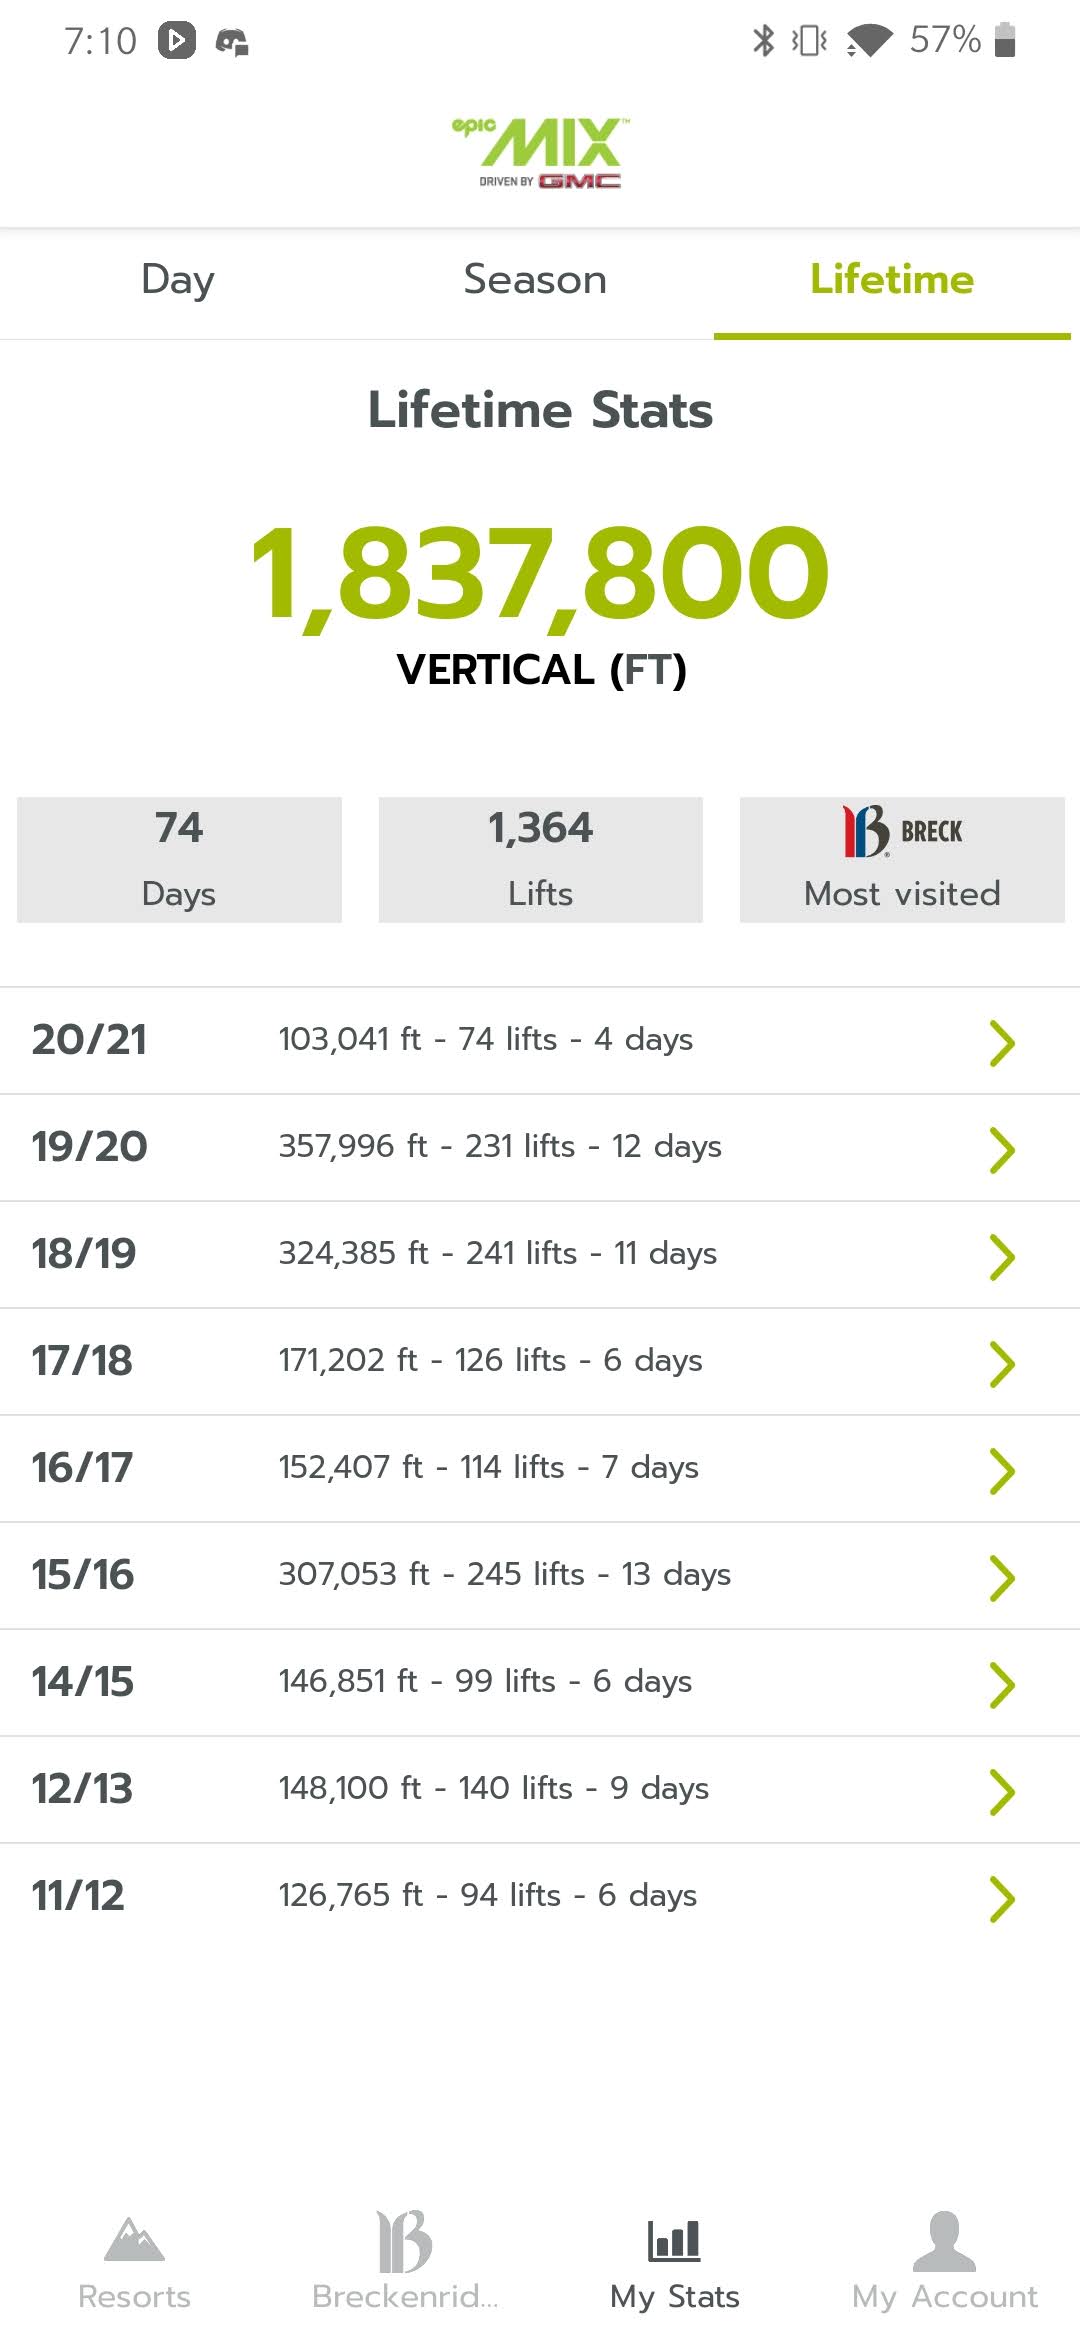 7:10 57%
epic MIX™
DRIVEN BY GMC
Day Season Lifetime
Lifetime Stats
1,837,800
VERTICAL (FT)
74 1,364 BRECK
Days Lifts Most visited
20/21 103,041 ft - 74 lifts - 4 days
19/20 357,996 ft - 231 lifts - 12 days
18/19 324,385 ft - 241 lifts - 11 days
17/18 171,202 ft - 126 lifts - 6 days
16/17 152,407 ft - 114 lifts - 7 days
15/16 307,053 ft - 245 lifts - 13 days
14/15 146,851 ft - 99 lifts - 6 days
12/13 148,100 ft - 140 lifts - 9 days
11/12 126,765 ft - 94 lifts - 6 days
Resorts Breckenrid... My Stats My Account